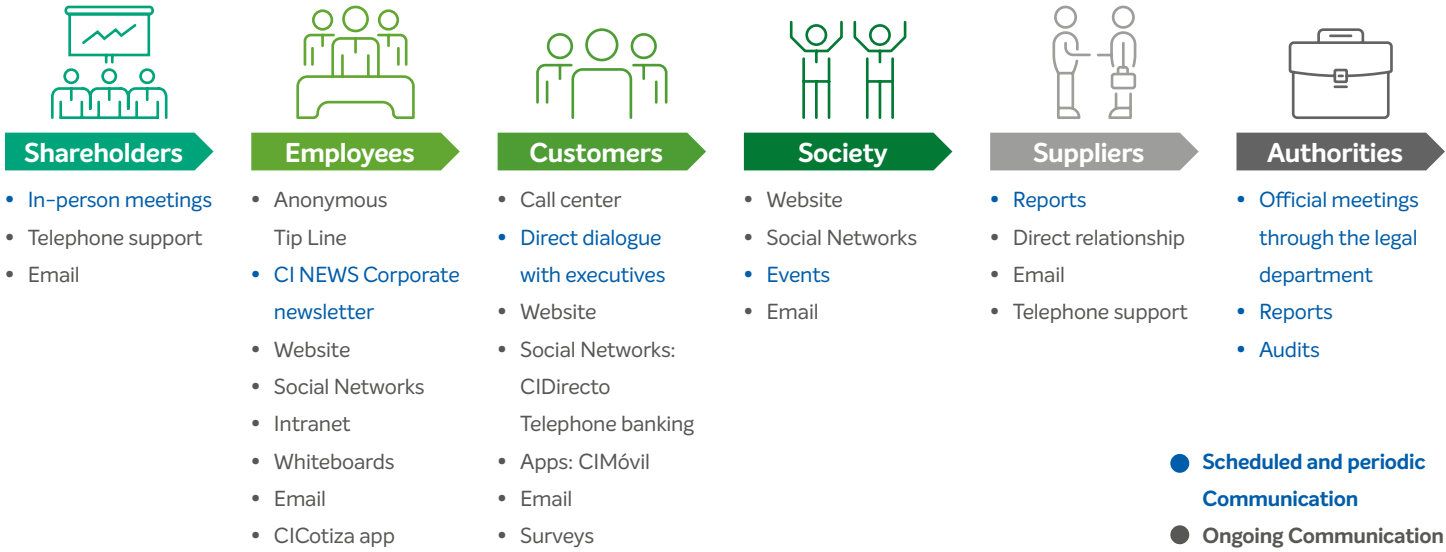 Shareholders
• In-person meetings
• Telephone support
• Email
Employees
• Anonymous
Tip Line
• CI NEWS Corporate
newsletter
• Website
• Social Networks
• Intranet
• Whiteboards
• Email
• CICotiza app
Customers
• Call center
• Direct dialogue
with executives
• Website
• Social Networks:
CIDirecto
Telephone banking
• Apps: CIMóvil
• Email
• Surveys
Society
• Website
• Social Networks
• Events
• Email
Suppliers
• Reports
• Direct relationship
• Email
• Telephone support
Authorities
• Official meetings
through the legal
department
• Reports
• Audits
● Scheduled and periodic
Communication
● Ongoing Communication